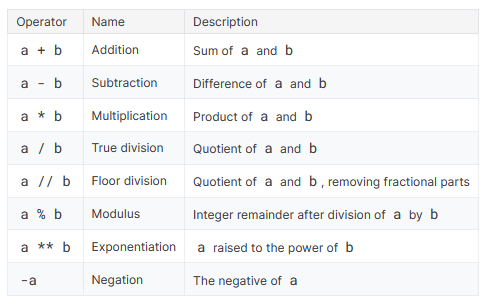 Operator Name Description
a + b Addition Sum of a and b
a - b Subtraction Difference of a and b
a * b Multiplication Product of a and b
a / b True division Quotient of a and b
a // b Floor division Quotient of a and b, removing fractional parts
a % b Modulus Integer remainder after division of a by b
a ** b Exponentiation a raised to the power of b
-a Negation The negative of a